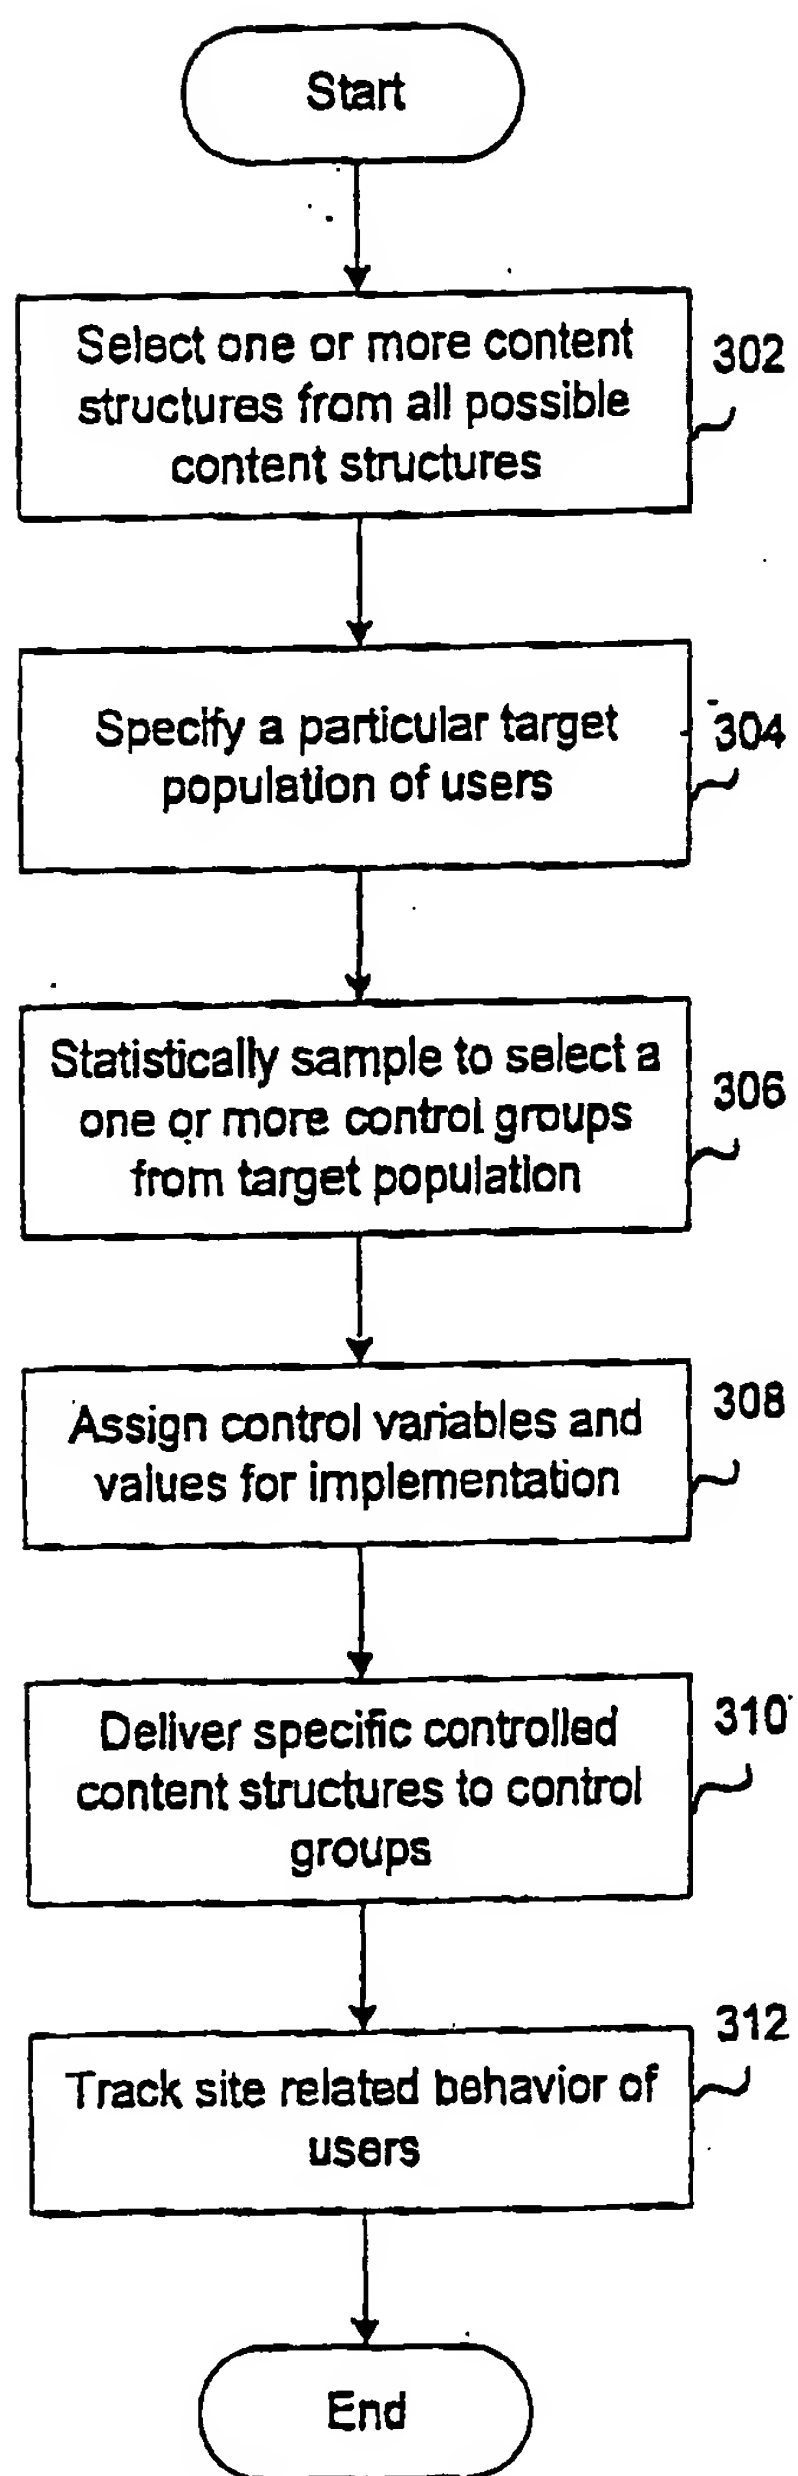 Start
Select one or more content
structures from all possible
content structures
302
Specify a particular target
population of users
304
Statistically sample to select a
one or more control groups
from target population
306
Assign control variables and
values for implementation
308
Deliver specific controlled
content structures to control
groups
310
Track site related behavior of
users
312
End